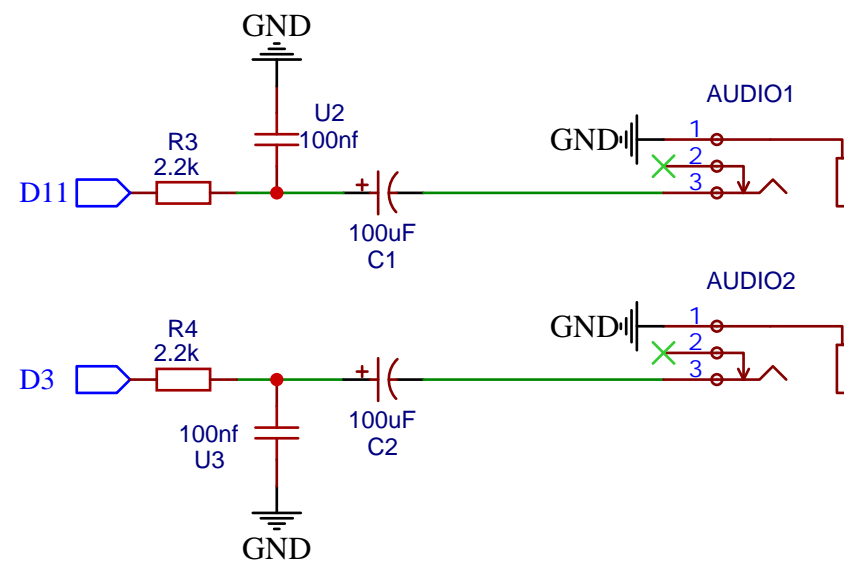 GND
U2
100nf
R3
2.2k
D11
+
100uF
C1
AUDIO1
GND
1
2
3
R4
2.2k
D3
100nf
U3
+
100uF
C2
GND
AUDIO2
GND
1
2
3